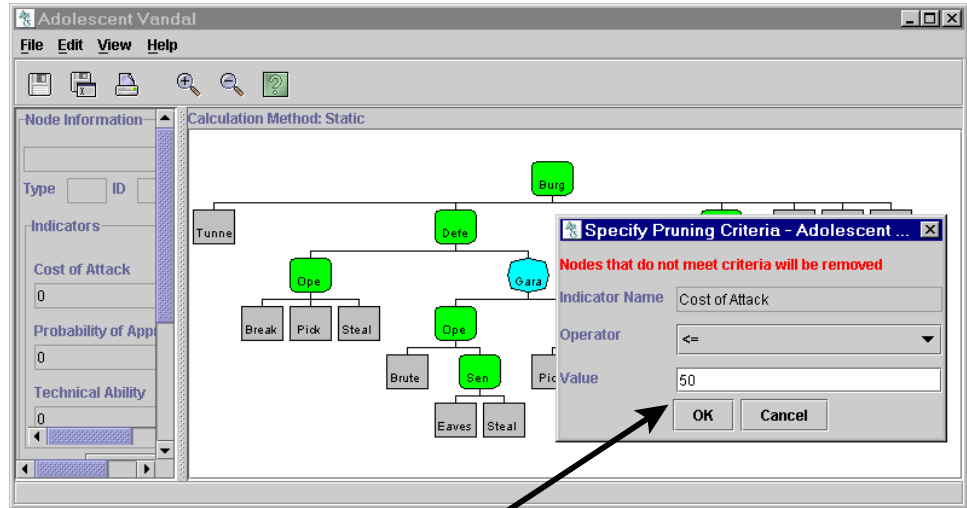 Adolescent Vandal
File Edit View Help
Node Information
Calculation Method: Static
Type ID
Indicators
Cost of Attack
0
Probability of App
0
Technical Ability
0
Burg
Tunne
Defe
Ope
Gara
Break Pick Steal
Ope
Brute
Sen
Pic
Eaves Steal
Specify Pruning Criteria - Adolescent ...
Nodes that do not meet criteria will be removed
Indicator Name Cost of Attack
Operator <=
Value 50
OK Cancel